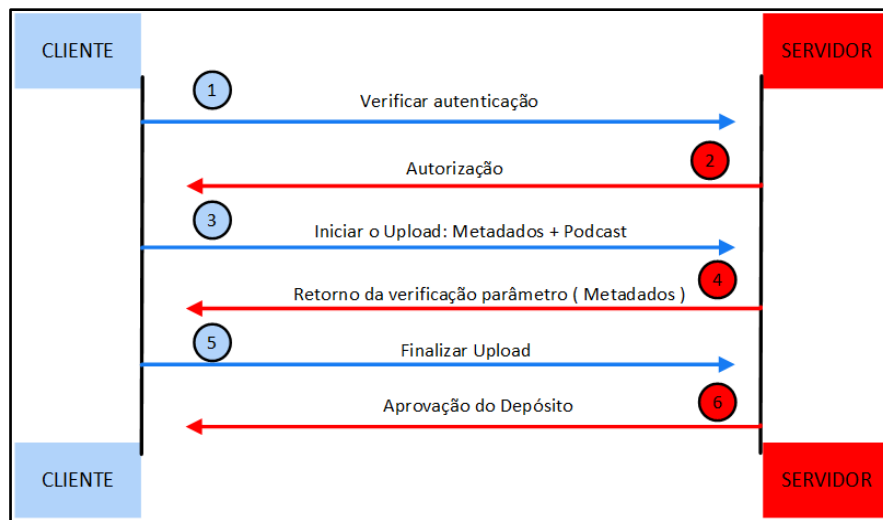 CLIENTE
SERVIDOR
1
Verificar autenticação
2
Autorização
3
Iniciar o Upload: Metadados + Podcast
4
Retorno da verificação parâmetro ( Metadados )
5
Finalizar Upload
6
Aprovação do Depósito
CLIENTE
SERVIDOR